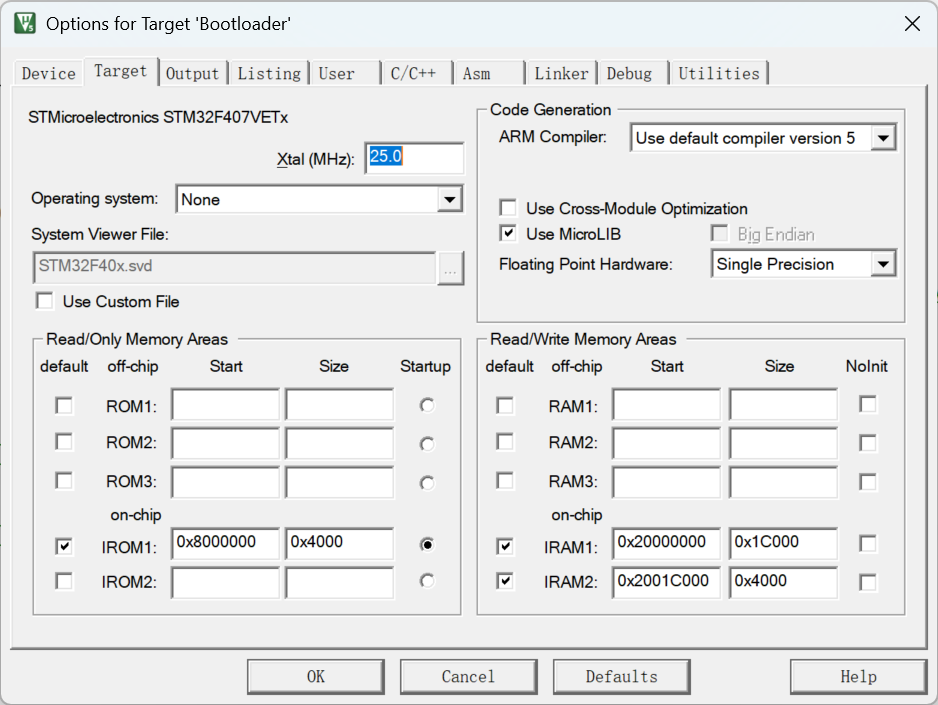 Options for Target 'Bootloader'
Device Target Output Listing User C/C++ Asm Linker Debug Utilities
STMicroelectronics STM32F407VETx
Xtal (MHz): 25.0
Operating system: None
System Viewer File:
STM32F40x.svd ...
Use Custom File
Code Generation
ARM Compiler: Use default compiler version 5
Use Cross-Module Optimization
Use MicroLIB Big Endian
Floating Point Hardware: Single Precision
Read/Only Memory Areas
default off-chip Start Size Startup
ROM1:
ROM2:
ROM3:
on-chip
IROM1: 0x8000000 0x4000
IROM2:
Read/Write Memory Areas
default off-chip Start Size NoInit
RAM1:
RAM2:
RAM3:
on-chip
IRAM1: 0x20000000 0x1C000
IRAM2: 0x2001C000 0x4000
OK Cancel Defaults Help